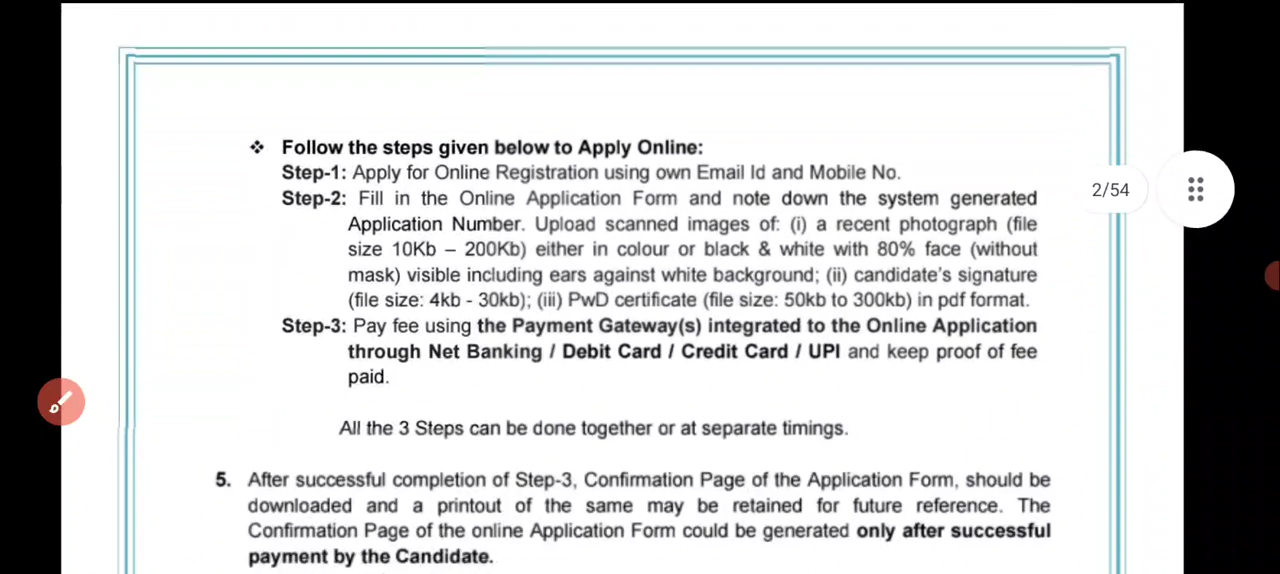 ❖ Follow the steps given below to Apply Online:
Step-1: Apply for Online Registration using own Email Id and Mobile No.
Step-2: Fill in the Online Application Form and note down the system generated
Application Number. Upload scanned images of: (i) a recent photograph (file
size 10Kb – 200Kb) either in colour or black & white with 80% face (without
mask) visible including ears against white background; (ii) candidate's signature
(file size: 4kb - 30kb); (iii) PwD certificate (file size: 50kb to 300kb) in pdf format.
Step-3: Pay fee using the Payment Gateway(s) integrated to the Online Application
through Net Banking / Debit Card / Credit Card / UPI and keep proof of fee
paid.
All the 3 Steps can be done together or at separate timings.
5. After successful completion of Step-3, Confirmation Page of the Application Form, should be
downloaded and a printout of the same may be retained for future reference. The
Confirmation Page of the online Application Form could be generated only after successful
payment by the Candidate.
2/54